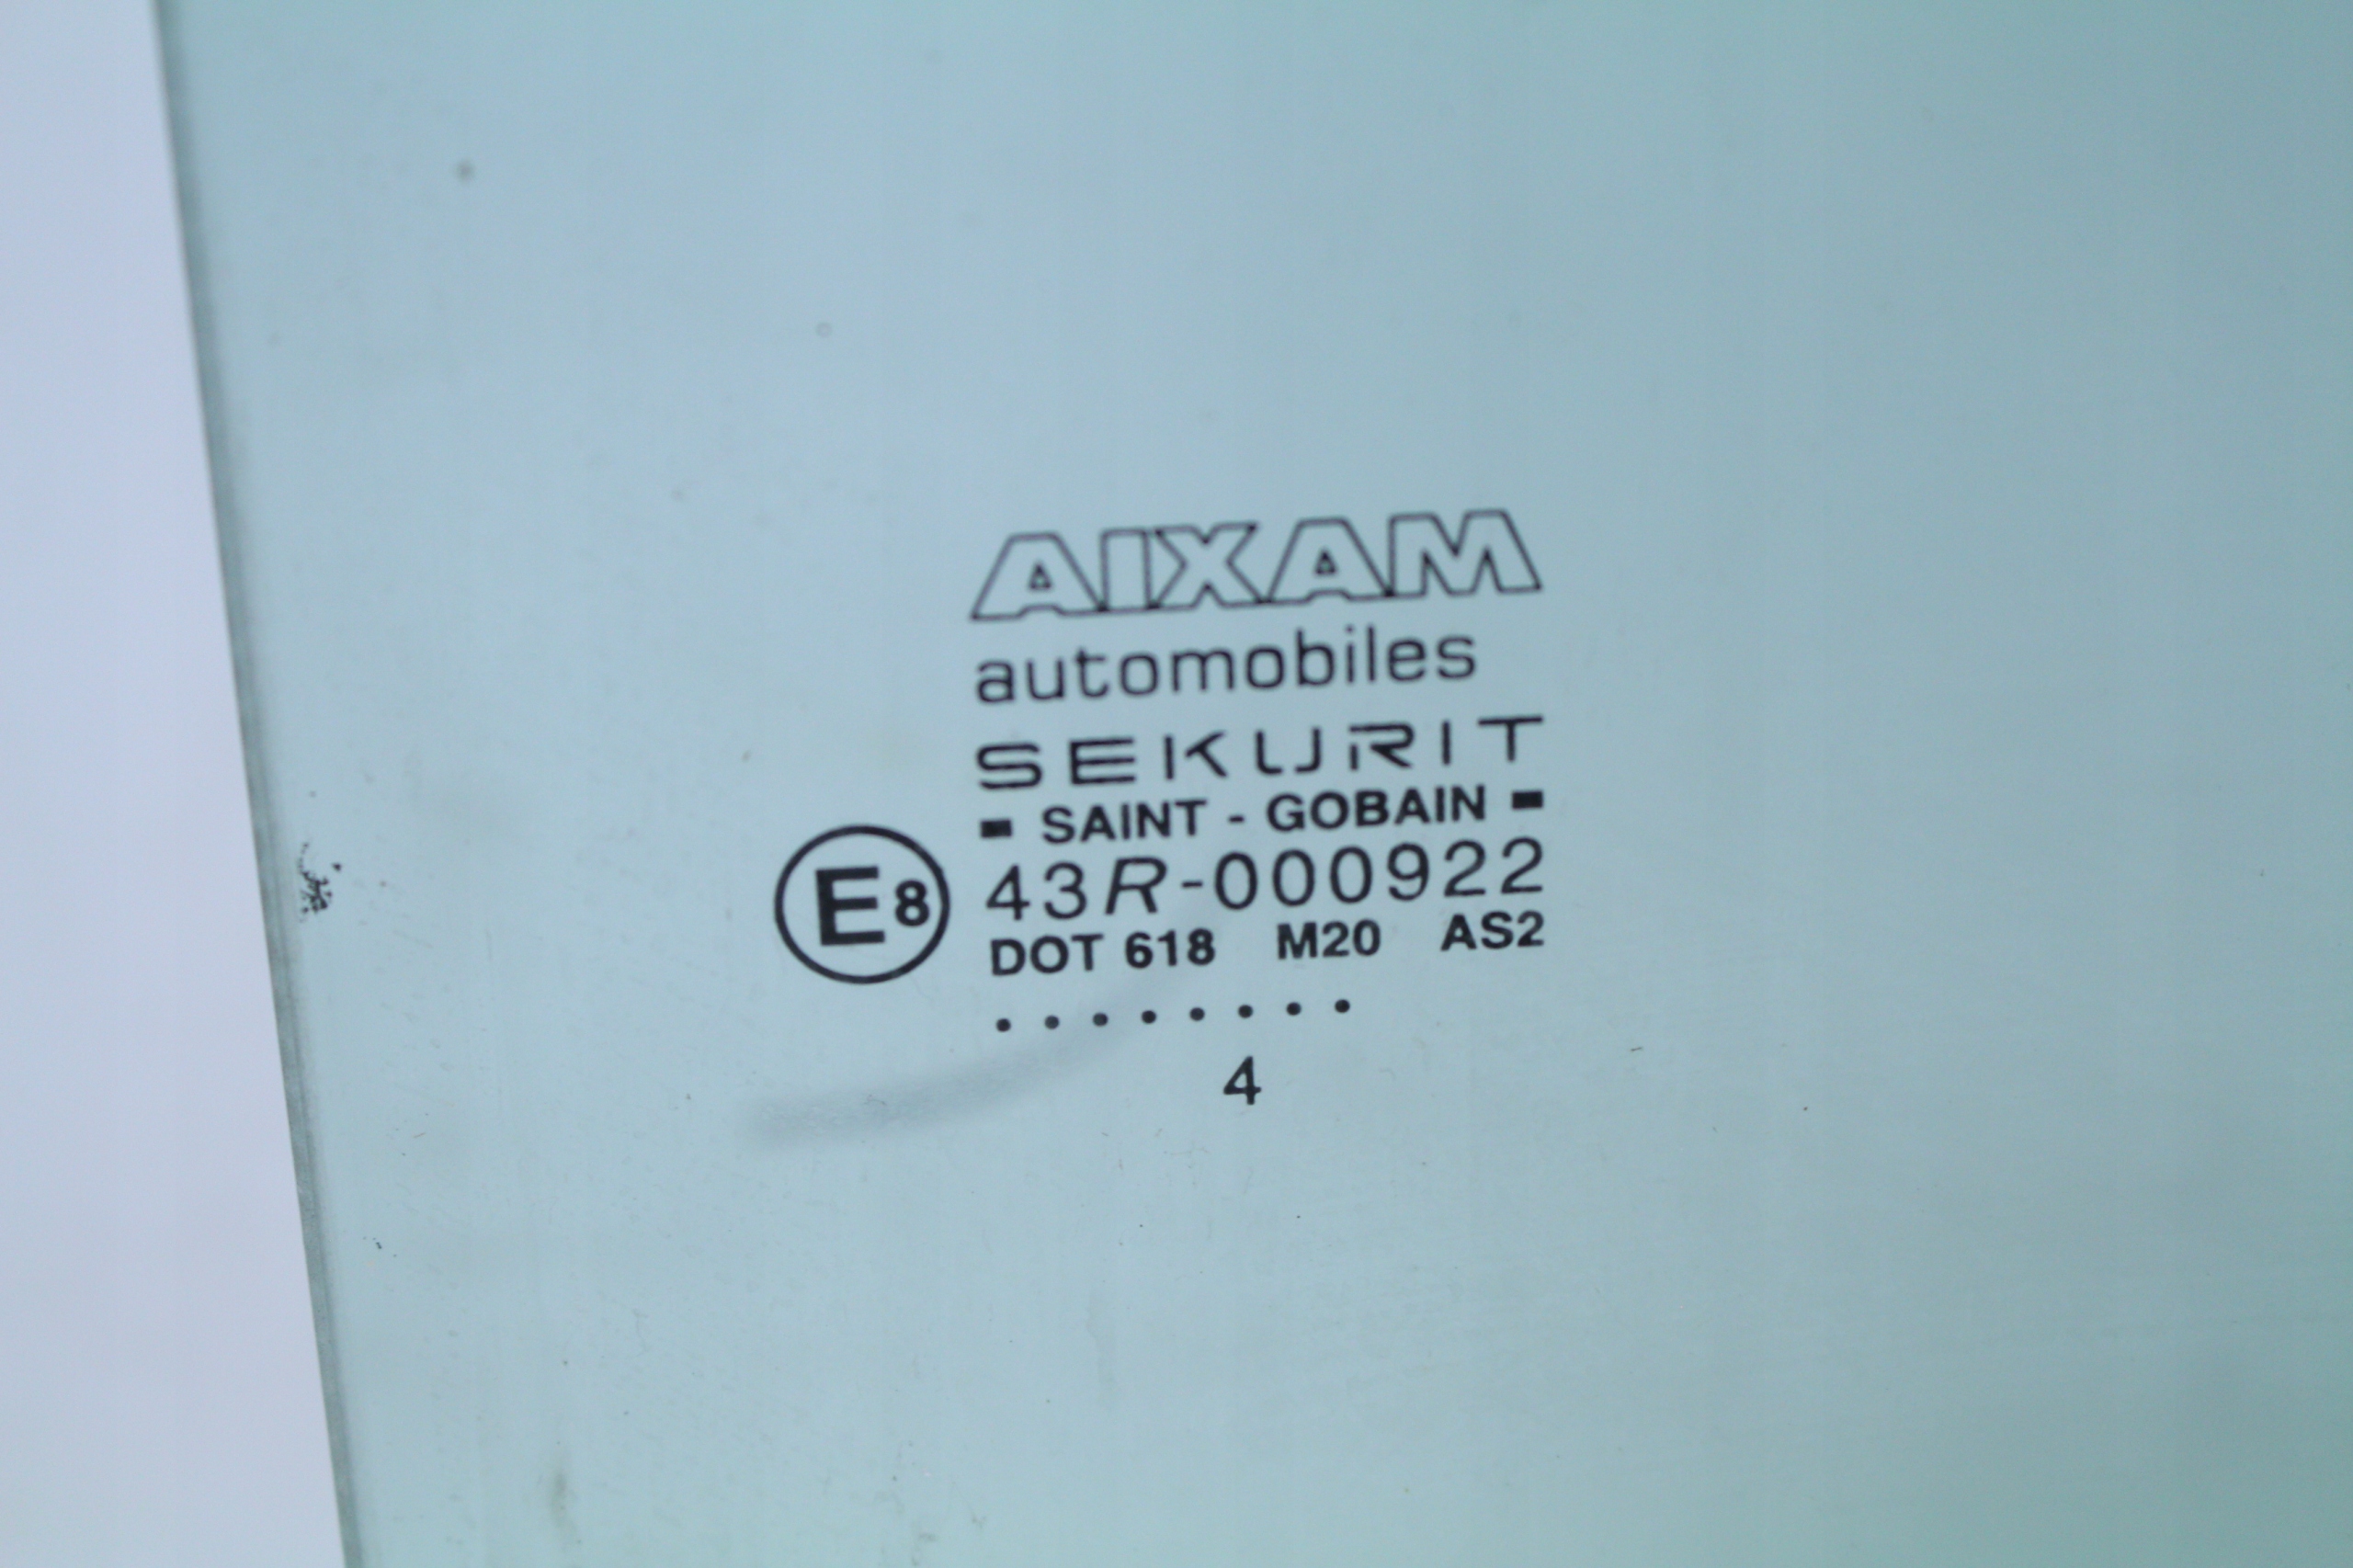 AIXAM
automobiles
SEKURIT
- SAINT - GOBAIN -
E8 43R-000922
DOT 618 M20 AS2
........
4